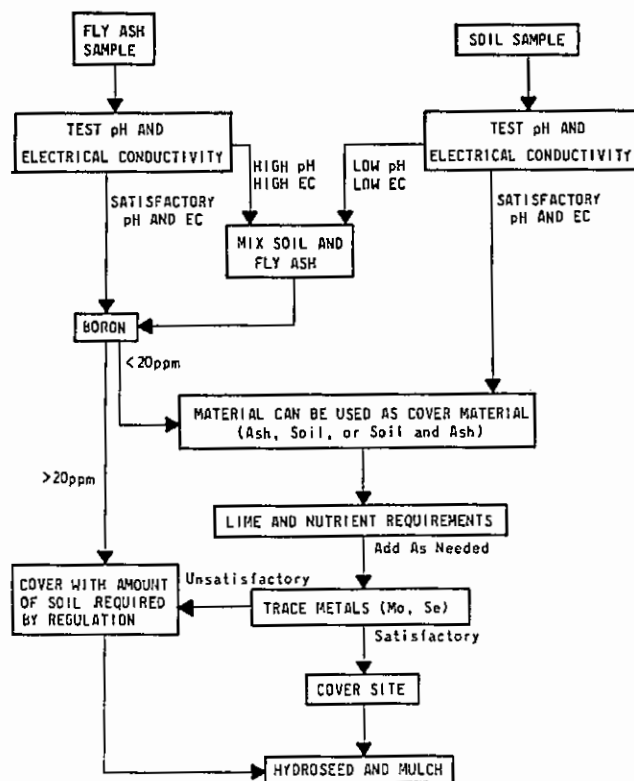 FLY ASH
SAMPLE
SOIL SAMPLE
TEST pH AND
ELECTRICAL CONDUCTIVITY
TEST pH AND
ELECTRICAL CONDUCTIVITY
HIGH pH
HIGH EC
LOW pH
LOW EC
SATISFACTORY
pH AND EC
SATISFACTORY
pH AND EC
MIX SOIL AND
FLY ASH
BORON
<20ppm
MATERIAL CAN BE USED AS COVER MATERIAL
(Ash, Soil, or Soil and Ash)
>20ppm
LIME AND NUTRIENT REQUIREMENTS
Add As Needed
COVER WITH AMOUNT
OF SOIL REQUIRED
BY REGULATION
Unsatisfactory
TRACE METALS (Mo, Se)
Satisfactory
COVER SITE
HYDROSEED AND MULCH